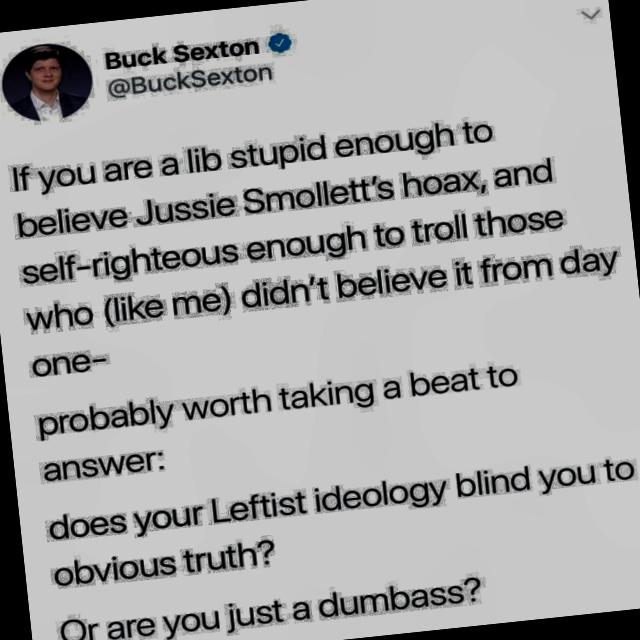 Buck Sexton
@BuckSexton
If you are a lib stupid enough to
believe Jussie Smollett's hoax, and
self-righteous enough to troll those
who (like me) didn't believe it from day
one-
probably worth taking a beat to
answer:
does your Leftist ideology blind you to
obvious truth?
Or are you just a dumbass?